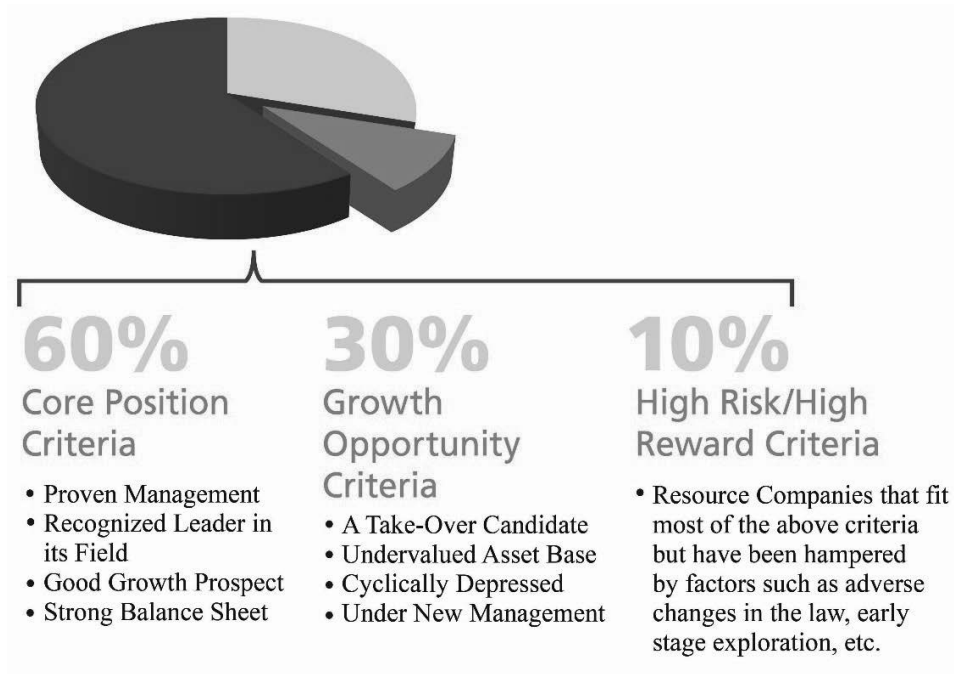 60%
Core Position
Criteria
• Proven Management
• Recognized Leader in
its Field
• Good Growth Prospect
• Strong Balance Sheet
30%
Growth
Opportunity
Criteria
• A Take-Over Candidate
• Undervalued Asset Base
• Cyclically Depressed
• Under New Management
10%
High Risk/High
Reward Criteria
• Resource Companies that fit
most of the above criteria
but have been hampered
by factors such as adverse
changes in the law, early
stage exploration, etc.